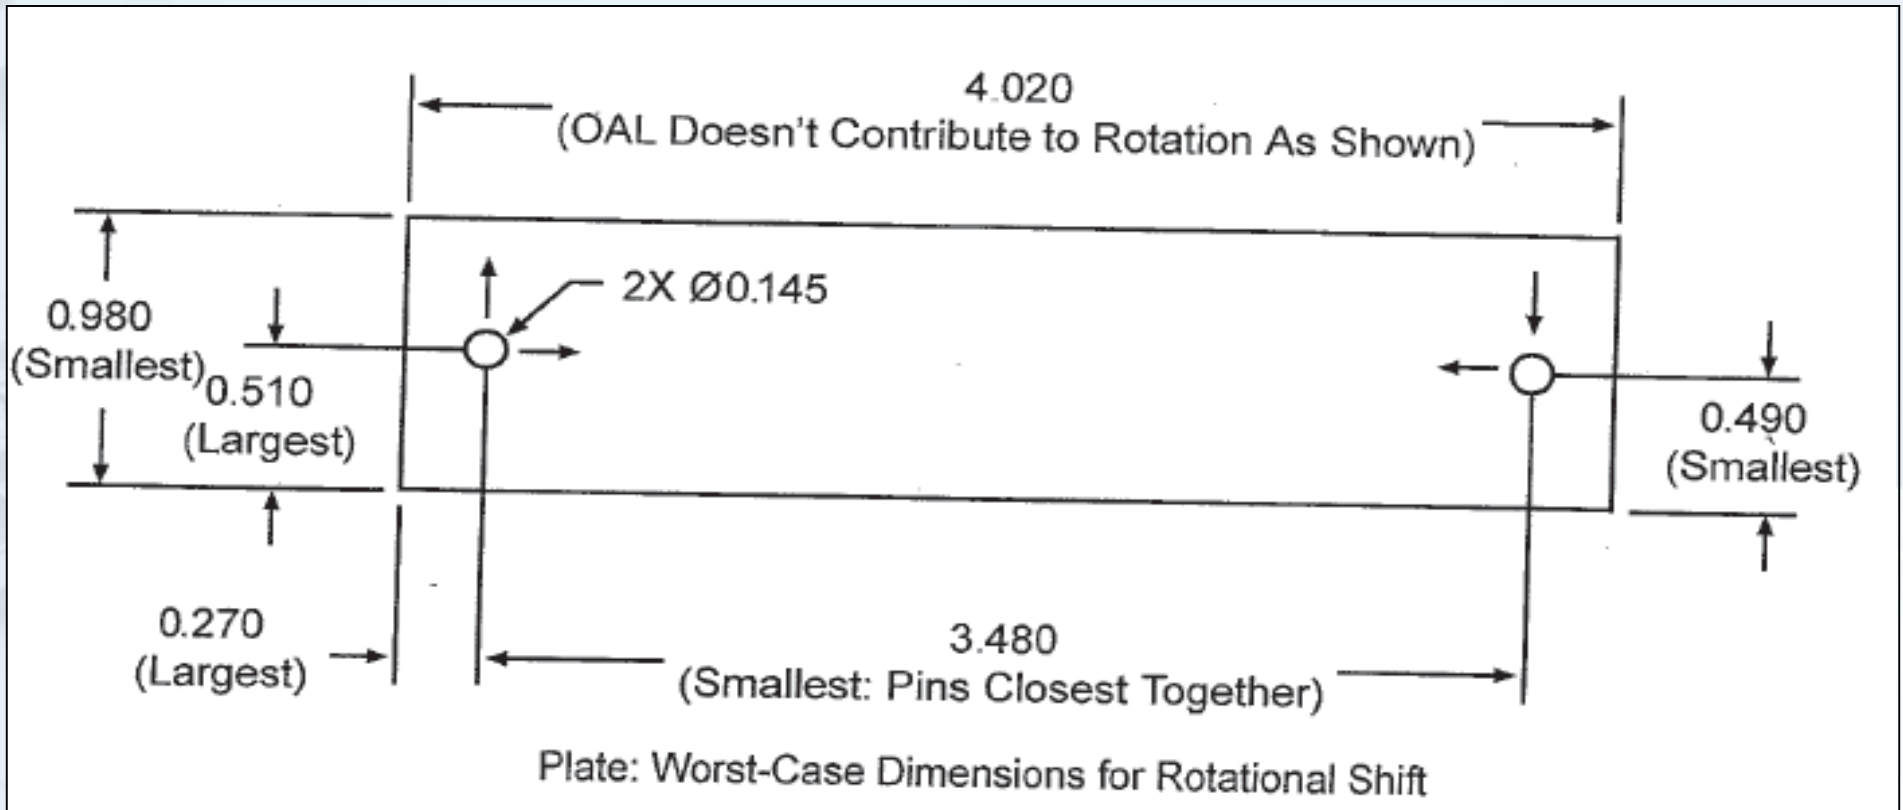 4.020
(OAL Doesn't Contribute to Rotation As Shown)
2X Ø0.145
0.980
(Smallest)
0.510
(Largest)
0.490
(Smallest)
0.270
(Largest)
3.480
(Smallest: Pins Closest Together)
Plate: Worst-Case Dimensions for Rotational Shift